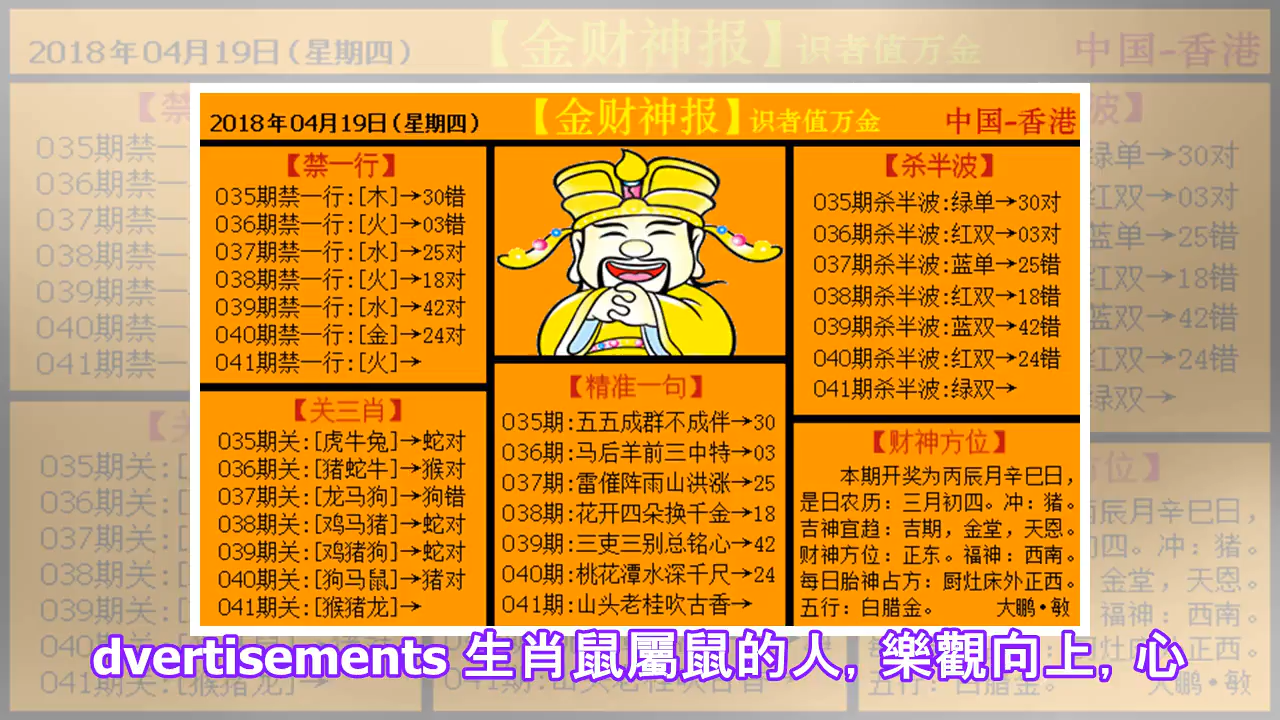 2018年04月19日(星期四)
【金财神报】识者值万金
中国-香港
【禁一行】
035期禁一行:[木]→30错
036期禁一行:[火]→03错
037期禁一行:[水]→25对
038期禁一行:[火]→18对
039期禁一行:[水]→42对
040期禁一行:[金]→24对
041期禁一行:[火]→
【关三肖】
035期关:[虎牛兔]→蛇对
036期关:[猪蛇牛]→猴对
037期关:[龙马狗]→狗错
038期关:[鸡马猪]→蛇对
039期关:[鸡猪狗]→蛇对
040期关:[狗马鼠]→猪对
041期关:[猴猪龙]→
【精准一句】
035期:五五成群不成伴→30
036期:马后羊前三中特→03
037期:雷催阵雨山洪涨→25
038期:花开四朵换千金→18
039期:三吏三别总铭心→42
040期:桃花潭水深千尺→24
041期:山头老桂吹古香→
【杀半波】
035期杀半波:绿单→30对
036期杀半波:红双→03对
037期杀半波:蓝单→25错
038期杀半波:红双→18错
039期杀半波:蓝双→42错
040期杀半波:红双→24错
041期杀半波:绿双→
【财神方位】
本期开奖为丙辰月辛巳日，
是日农历：三月初四。冲：猪。
吉神宜趋：吉期，金堂，天恩。
财神方位：正东。福神：西南。
每日胎神占方：厨灶床外正西。
五行：白腊金。 大鹏•敏
dvertisements 生肖鼠屬鼠的人, 樂觀向上, 心